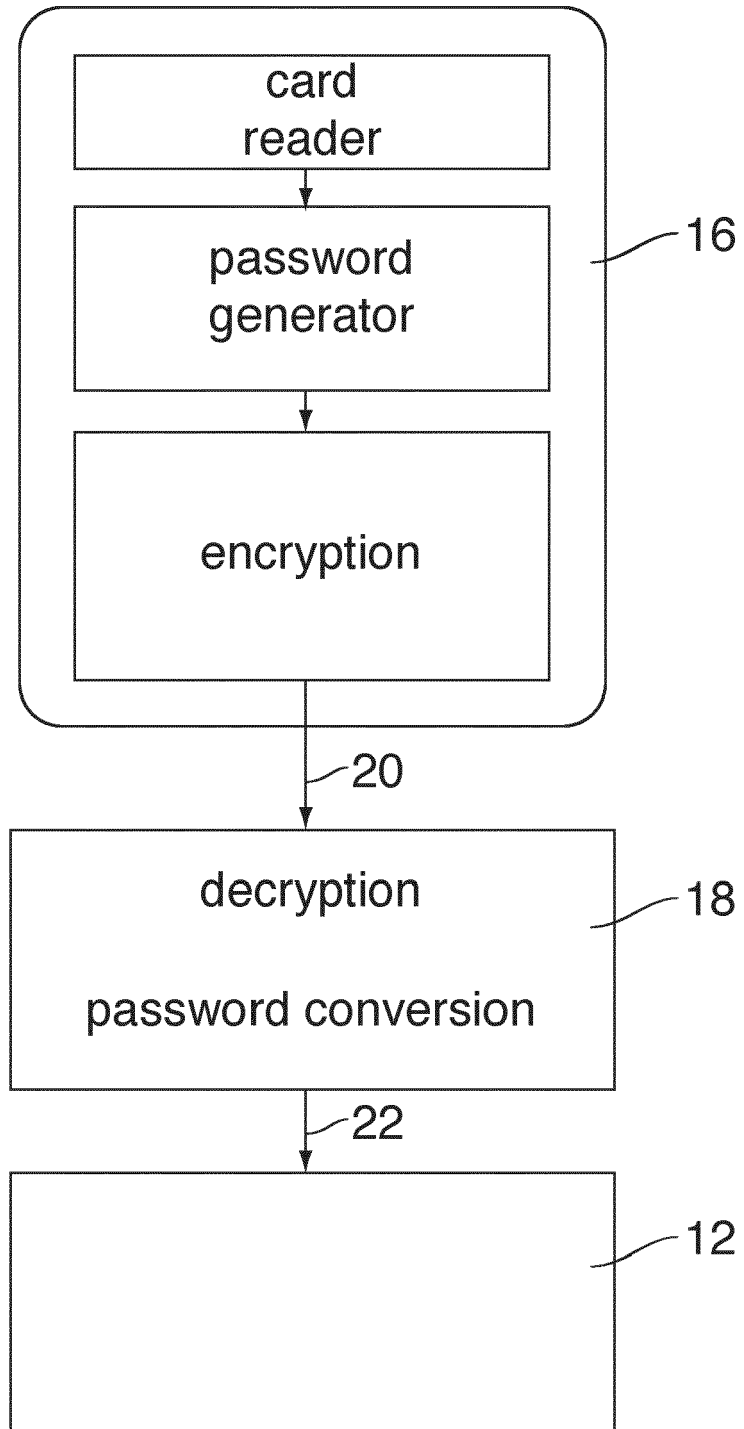 card
reader
password
generator
16
encryption
20
decryption
18
password conversion
22
12